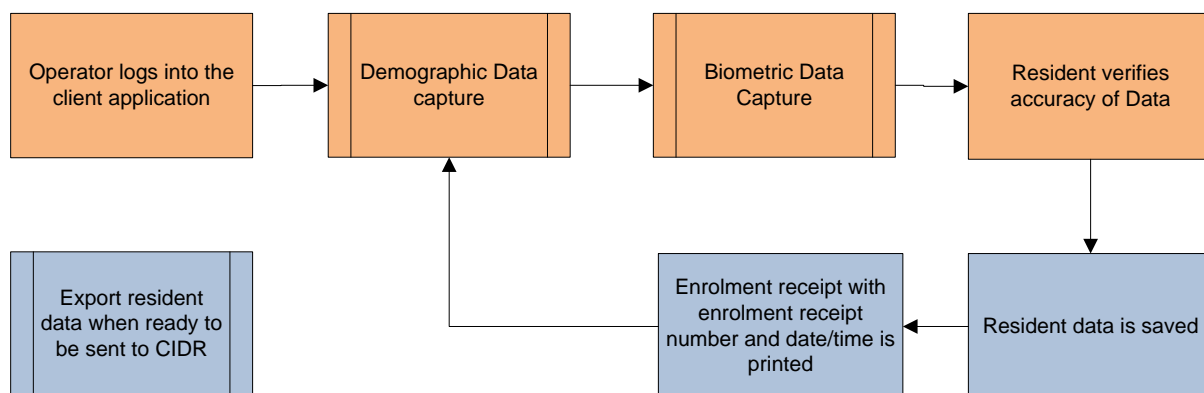 Operator logs into the
client application
Demographic Data
capture
Biometric Data
Capture
Resident verifies
accuracy of Data
Export resident
data when ready to
be sent to CIDR
Enrolment receipt with
enrolment receipt
number and date/time is
printed
Resident data is saved